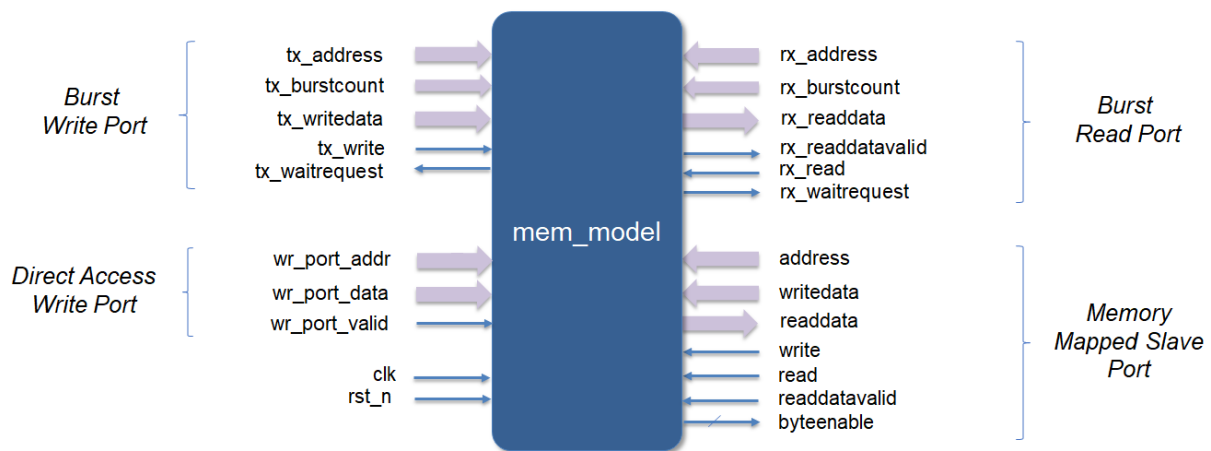 Burst
Write Port
tx_address
tx_burstcount
tx_writedata
tx_write
tx_waitrequest
Direct Access
Write Port
wr_port_addr
wr_port_data
wr_port_valid
clk
rst_n
mem_model
rx_address
rx_burstcount
rx_readdata
rx_readdatavalid
rx_read
rx_waitrequest
Burst
Read Port
address
writedata
readdata
write
read
readdatavalid
byteenable
Memory
Mapped Slave
Port